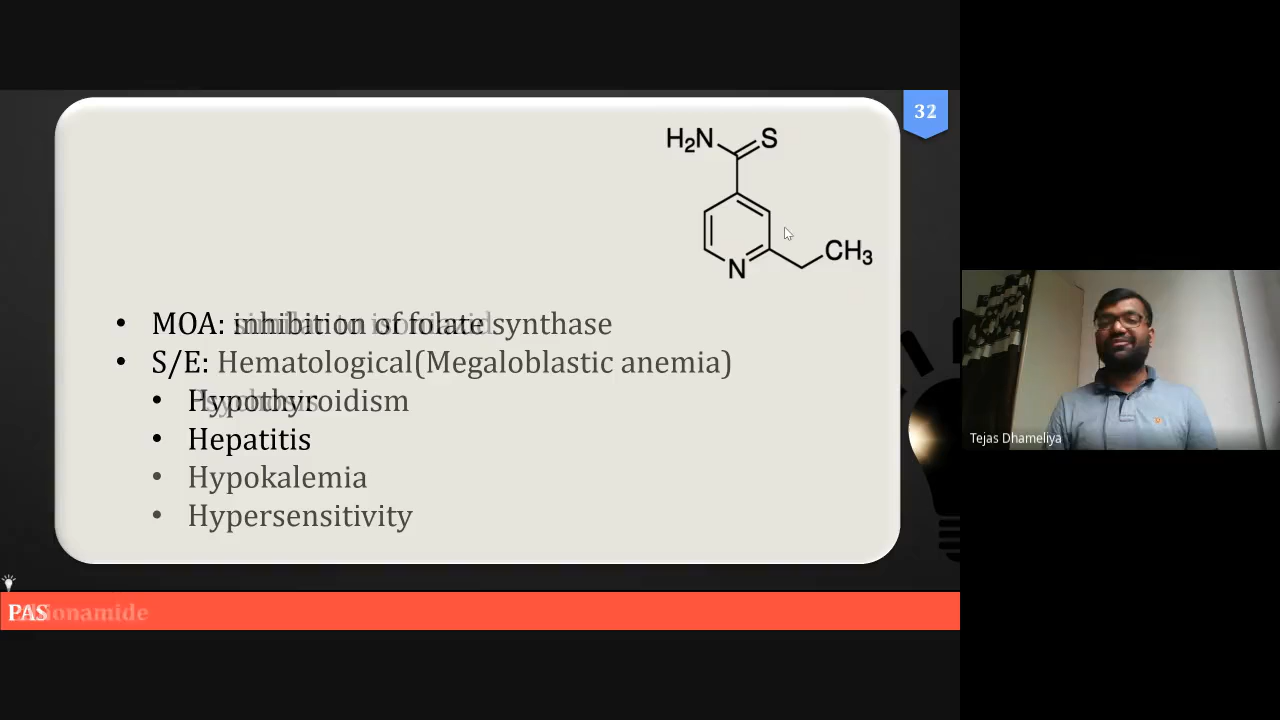 32
H₂N S
N CH₃
• MOA: inhibition of folate synthase
• S/E: Hematological(Megaloblastic anemia)
• Hypothyroidism
• Hepatitis
• Hypokalemia
• Hypersensitivity
Tejas Dhameliya
PAS